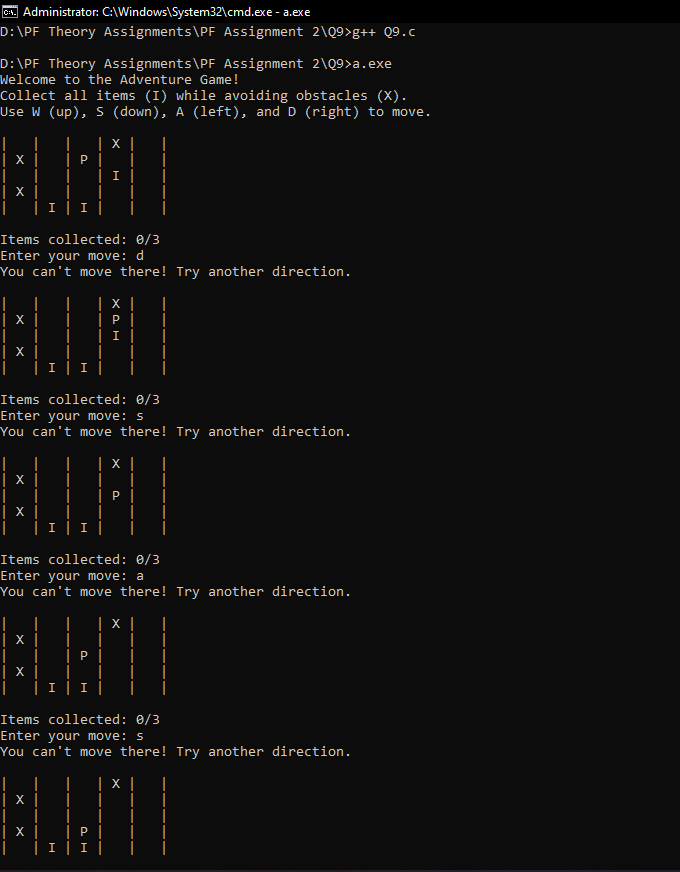 Administrator: C:\Windows\System32\cmd.exe - a.exe
D:\PF Theory Assignments\PF Assignment 2\Q9>g++ Q9.c
D:\PF Theory Assignments\PF Assignment 2\Q9>a.exe
Welcome to the Adventure Game!
Collect all items (I) while avoiding obstacles (X).
Use W (up), S (down), A (left), and D (right) to move.
|   |   |   | X |   |
| X |   | P |   |   |
|   |   |   | I |   |
| X |   |   |   |   |
|   | I | I |   |   |
Items collected: 0/3
Enter your move: d
You can't move there! Try another direction.
|   |   |   | X |   |
| X |   |   | P |   |
|   |   |   | I |   |
| X |   |   |   |   |
|   | I | I |   |   |
Items collected: 0/3
Enter your move: s
You can't move there! Try another direction.
|   |   |   | X |   |
| X |   |   |   |   |
|   |   |   | P |   |
| X |   |   |   |   |
|   | I | I |   |   |
Items collected: 0/3
Enter your move: a
You can't move there! Try another direction.
|   |   |   | X |   |
| X |   |   |   |   |
|   |   | P |   |   |
| X |   |   |   |   |
|   | I | I |   |   |
Items collected: 0/3
Enter your move: s
You can't move there! Try another direction.
|   |   |   | X |   |
| X |   |   |   |   |
|   |   |   |   |   |
| X |   | P |   |   |
|   | I | I |   |   |